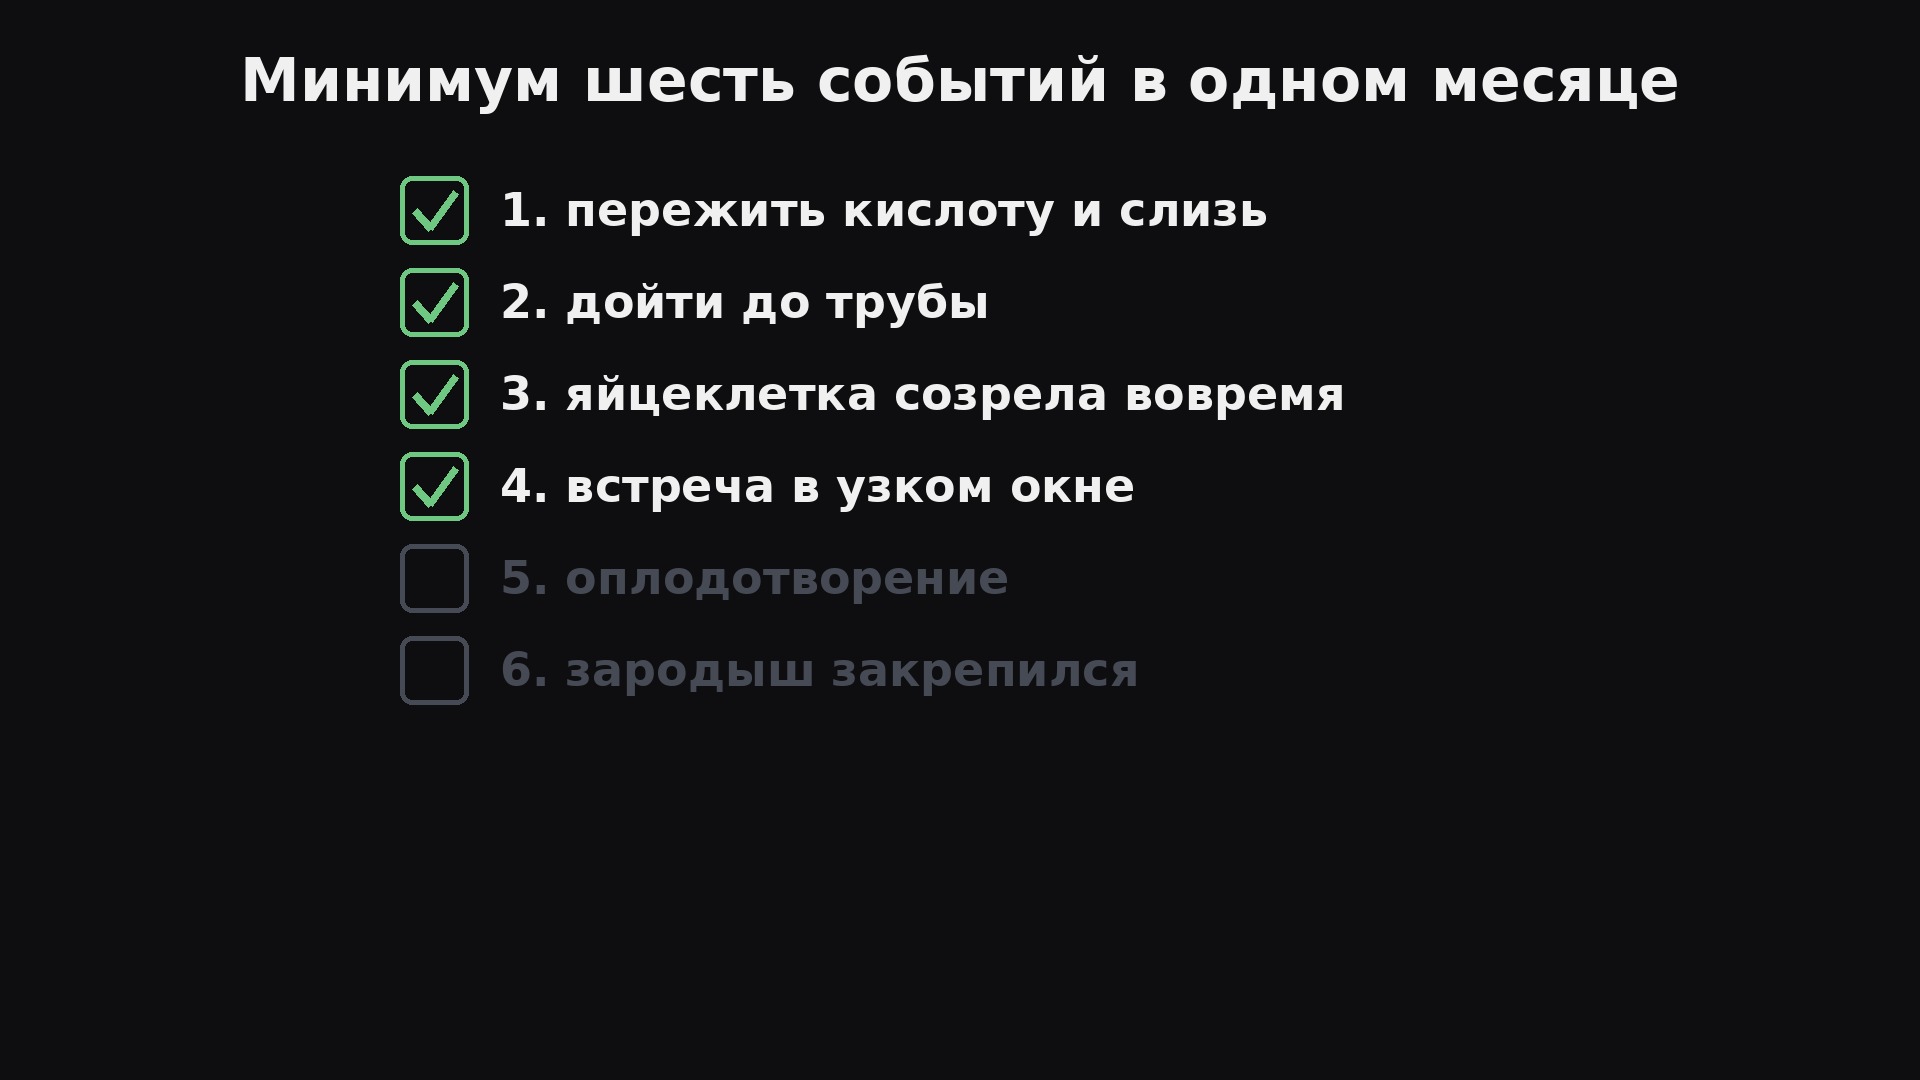 Минимум шесть событий в одном месяце
1. пережить кислоту и слизь
2. дойти до трубы
3. яйцеклетка созрела вовремя
4. встреча в узком окне
5. оплодотворение
6. зародыш закрепился